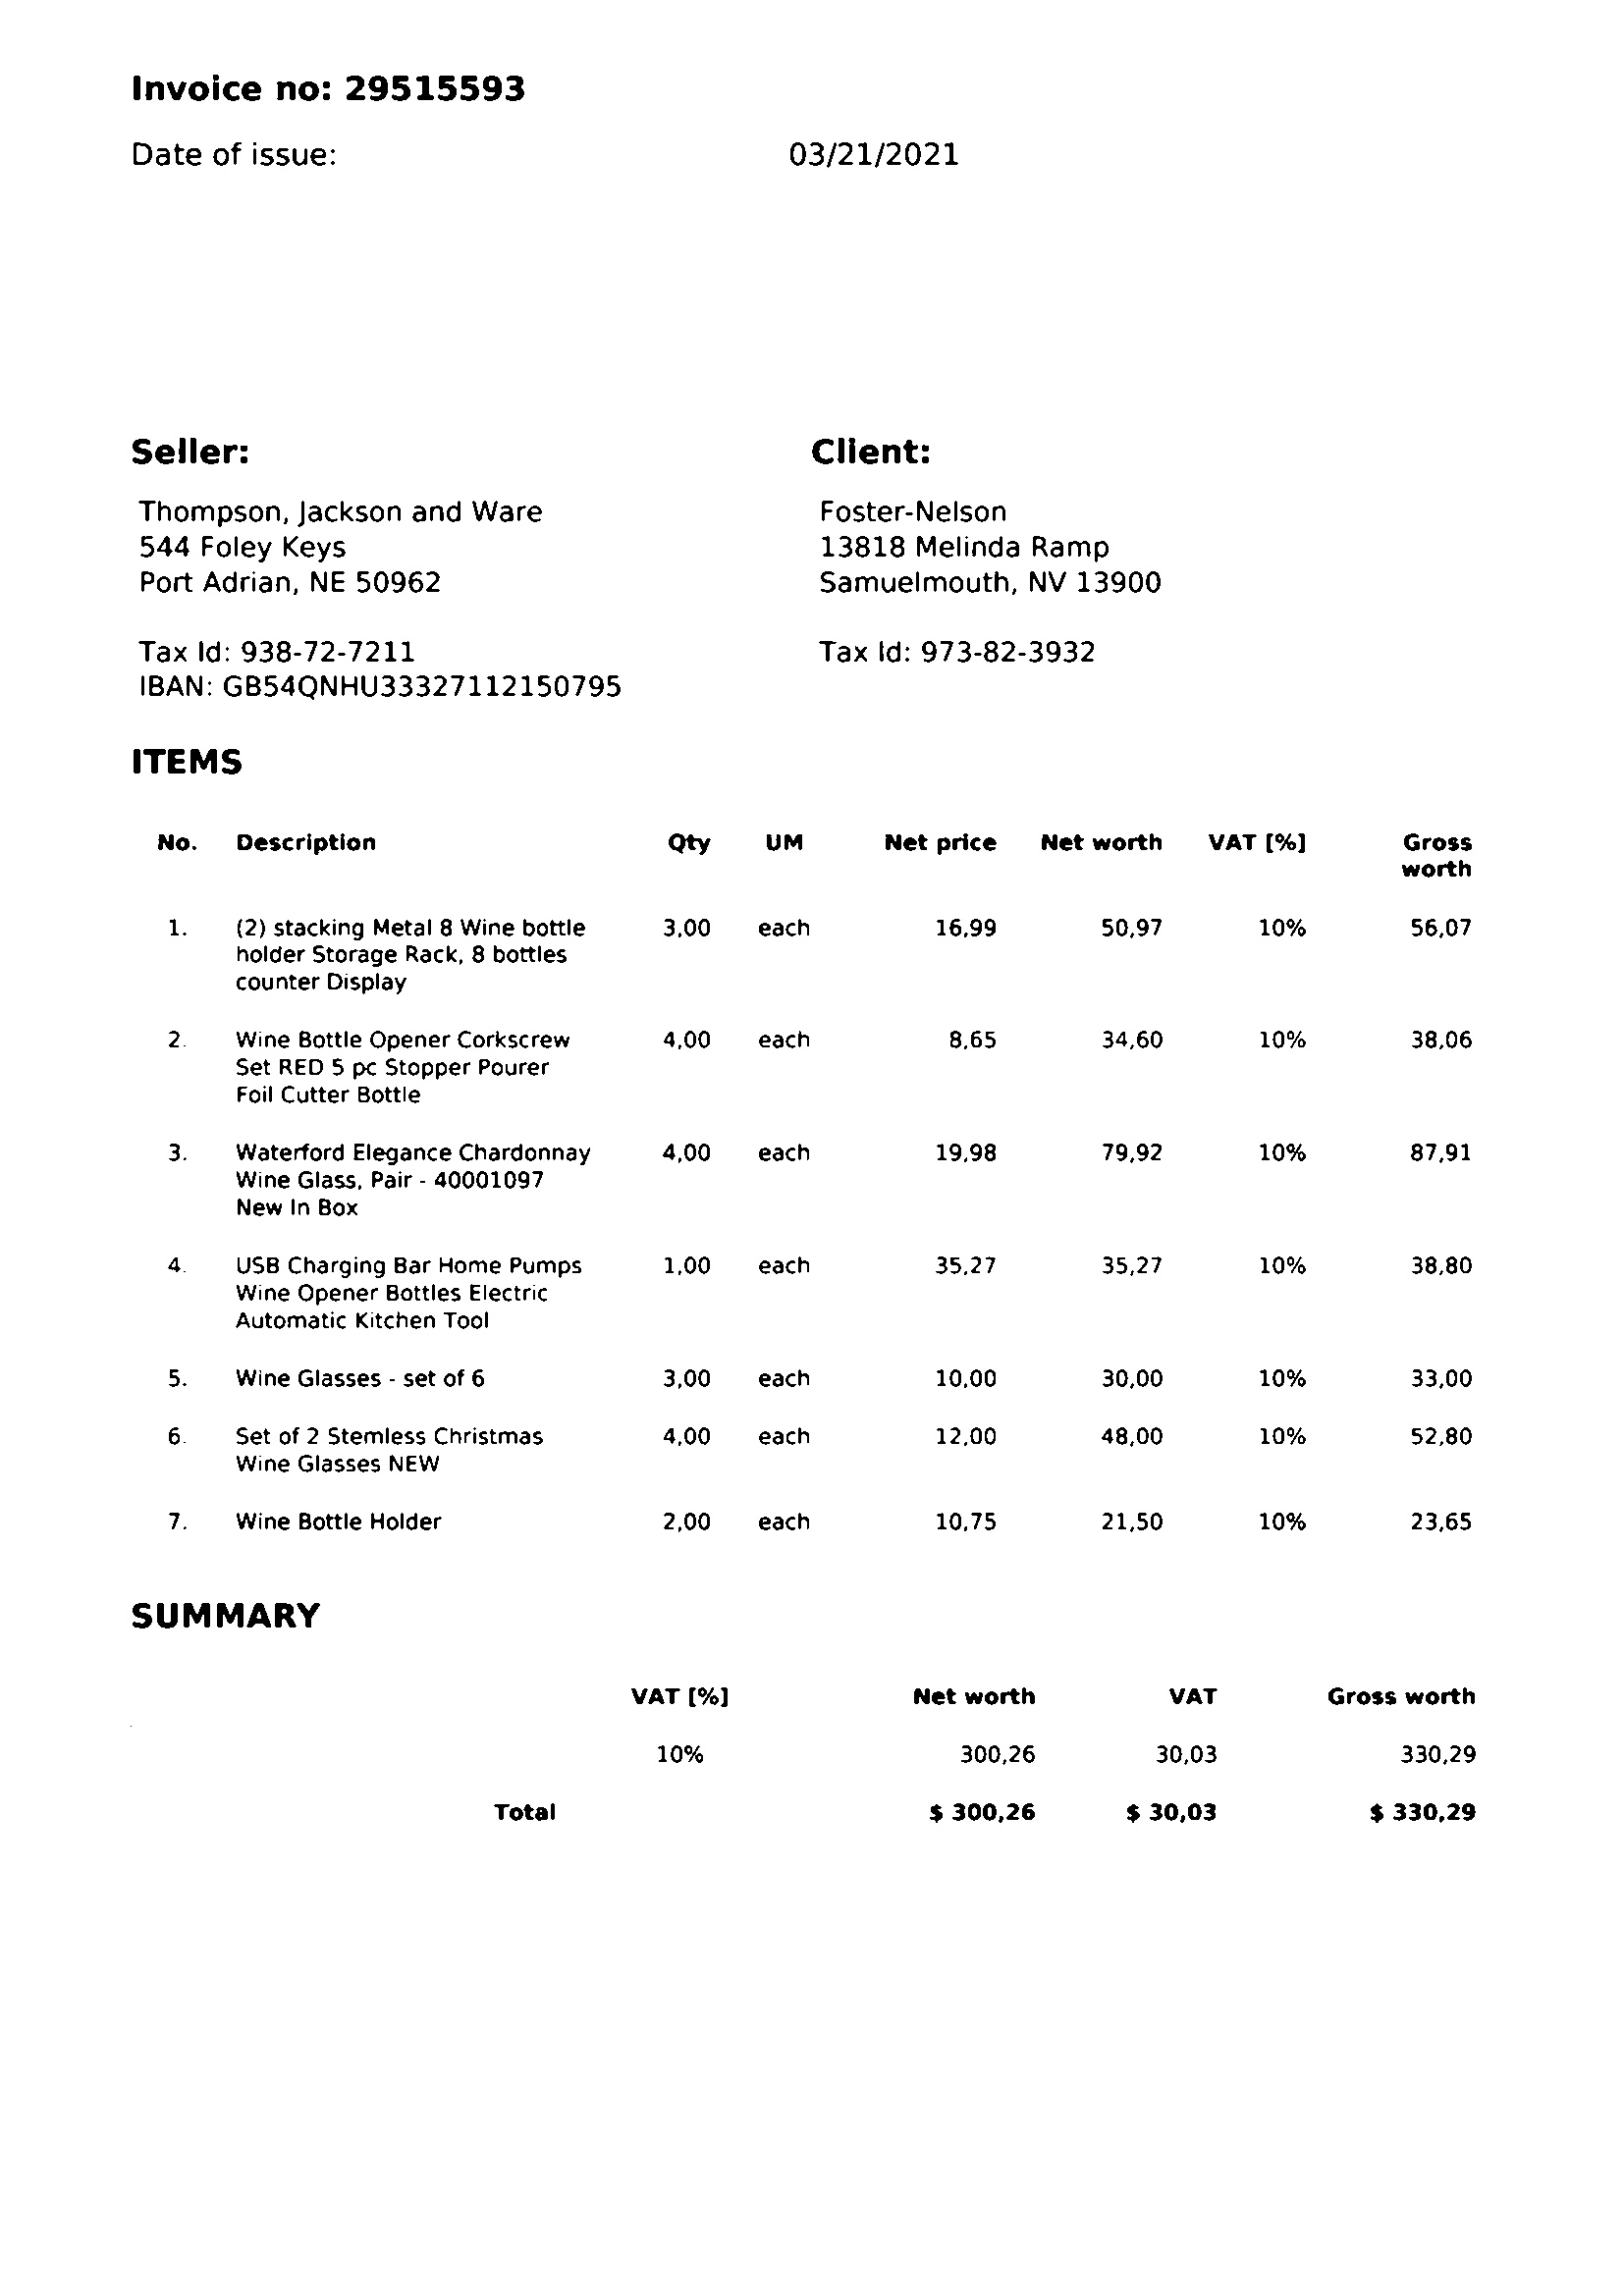 Invoice no: 29515593
Date of issue: 03/21/2021
Seller: Client:
Thompson, Jackson and Ware Foster-Nelson
544 Foley Keys 13818 Melinda Ramp
Port Adrian, NE 50962 Samuelmouth, NV 13900
Tax Id: 938-72-7211 Tax Id: 973-82-3932
IBAN: GB54QNHU33327112150795
ITEMS
No. Description Qty UM Net price Net worth VAT [%] Gross
worth
1. (2) stacking Metal 8 Wine bottle 3,00 each 16,99 50,97 10% 56,07
holder Storage Rack, 8 bottles
counter Display
2. Wine Bottle Opener Corkscrew 4,00 each 8,65 34,60 10% 38,06
Set RED 5 pc Stopper Pourer
Foil Cutter Bottle
3. Waterford Elegance Chardonnay 4,00 each 19,98 79,92 10% 87,91
Wine Glass, Pair - 40001097
New In Box
4. USB Charging Bar Home Pumps 1,00 each 35,27 35,27 10% 38,80
Wine Opener Bottles Electric
Automatic Kitchen Tool
5. Wine Glasses - set of 6 3,00 each 10,00 30,00 10% 33,00
6. Set of 2 Stemless Christmas 4,00 each 12,00 48,00 10% 52,80
Wine Glasses NEW
7. Wine Bottle Holder 2,00 each 10,75 21,50 10% 23,65
SUMMARY
VAT [%] Net worth VAT Gross worth
10% 300,26 30,03 330,29
Total $ 300,26 $ 30,03 $ 330,29